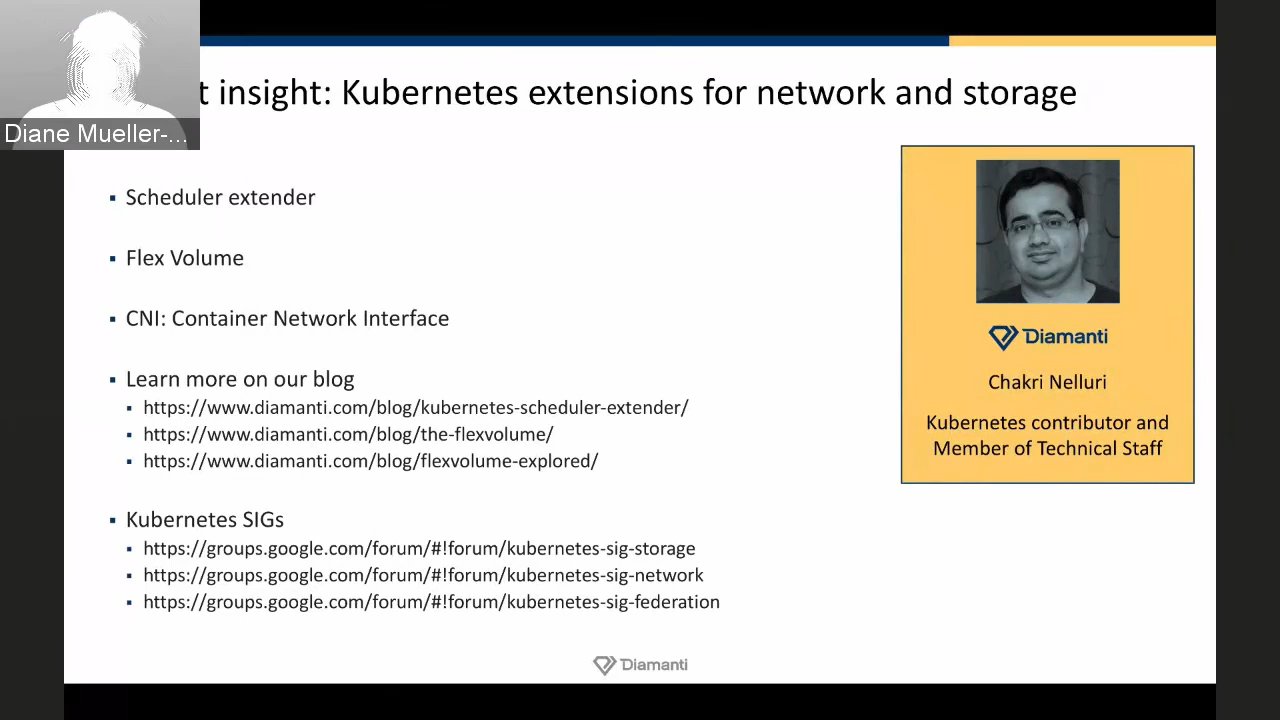 Diane Mueller-...
t insight: Kubernetes extensions for network and storage
Scheduler extender
Flex Volume
CNI: Container Network Interface
Learn more on our blog
https://www.diamanti.com/blog/kubernetes-scheduler-extender/
https://www.diamanti.com/blog/the-flexvolume/
https://www.diamanti.com/blog/flexvolume-explored/
Kubernetes SIGs
https://groups.google.com/forum/#!forum/kubernetes-sig-storage
https://groups.google.com/forum/#!forum/kubernetes-sig-network
https://groups.google.com/forum/#!forum/kubernetes-sig-federation
Diamanti
Chakri Nelluri
Kubernetes contributor and
Member of Technical Staff
Diamanti